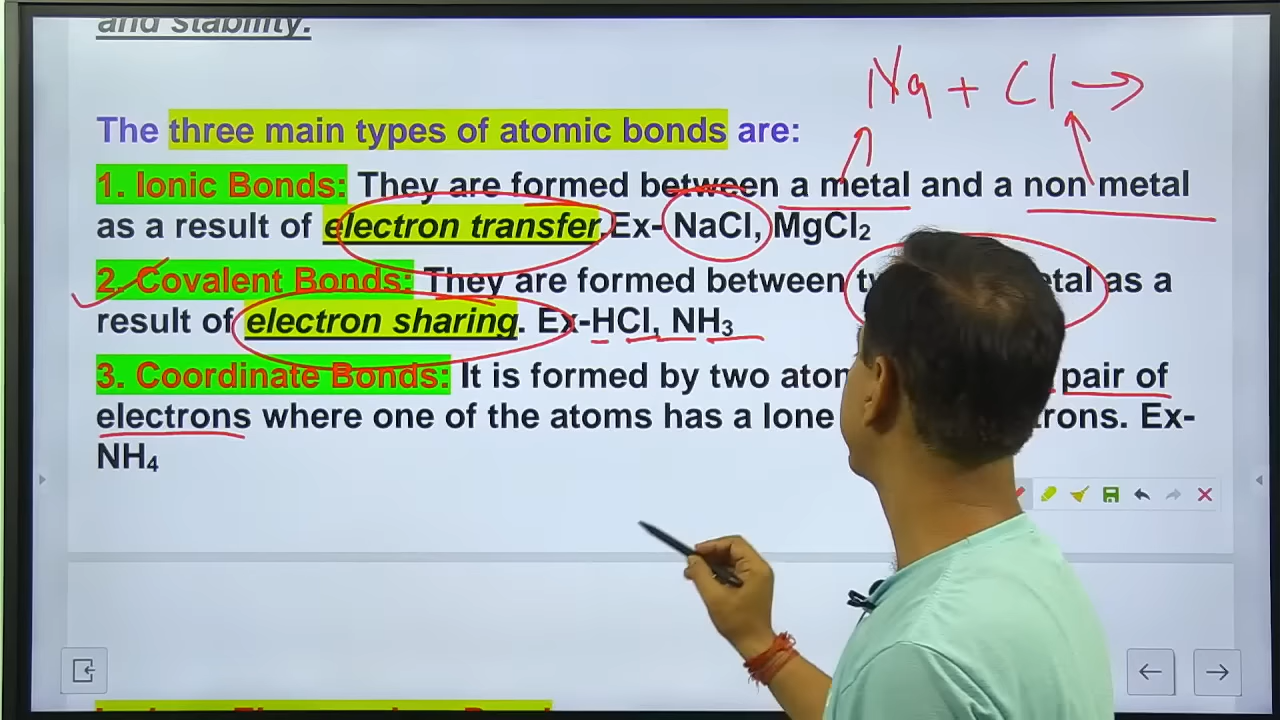 and stability.
Na + Cl →
The three main types of atomic bonds are:
1. Ionic Bonds: They are formed between a metal and a non metal
as a result of electron transfer. Ex- NaCl, MgCl₂
2. Covalent Bonds: They are formed between etal as a
result of electron sharing. Ex-HCl, NH₃
3. Coordinate Bonds: It is formed by two pair of
electrons where one of the atoms has a lone Ex-
NH₄